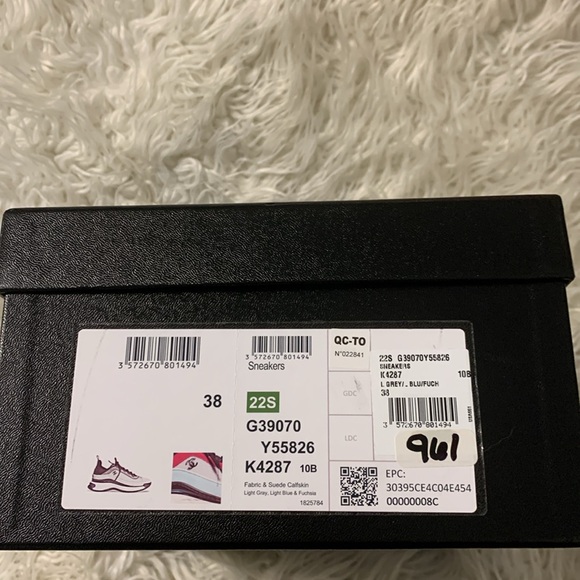 3 572670 801494
38
3 572670 801494
Sneakers
22S
G39070
Y55826
K4287 10B
Fabric & Suede Calfskin
Light Grey, Light Blue & Fuchsia
1825784
QC-TO
N°022841
GDC
LDC
22S G39070Y55826
SNEAKERS
K4287 10B
L GREY/L BLU/FUCH
38
3 572670 801494
961
EPC:
30395CE4C04E454
00000008C